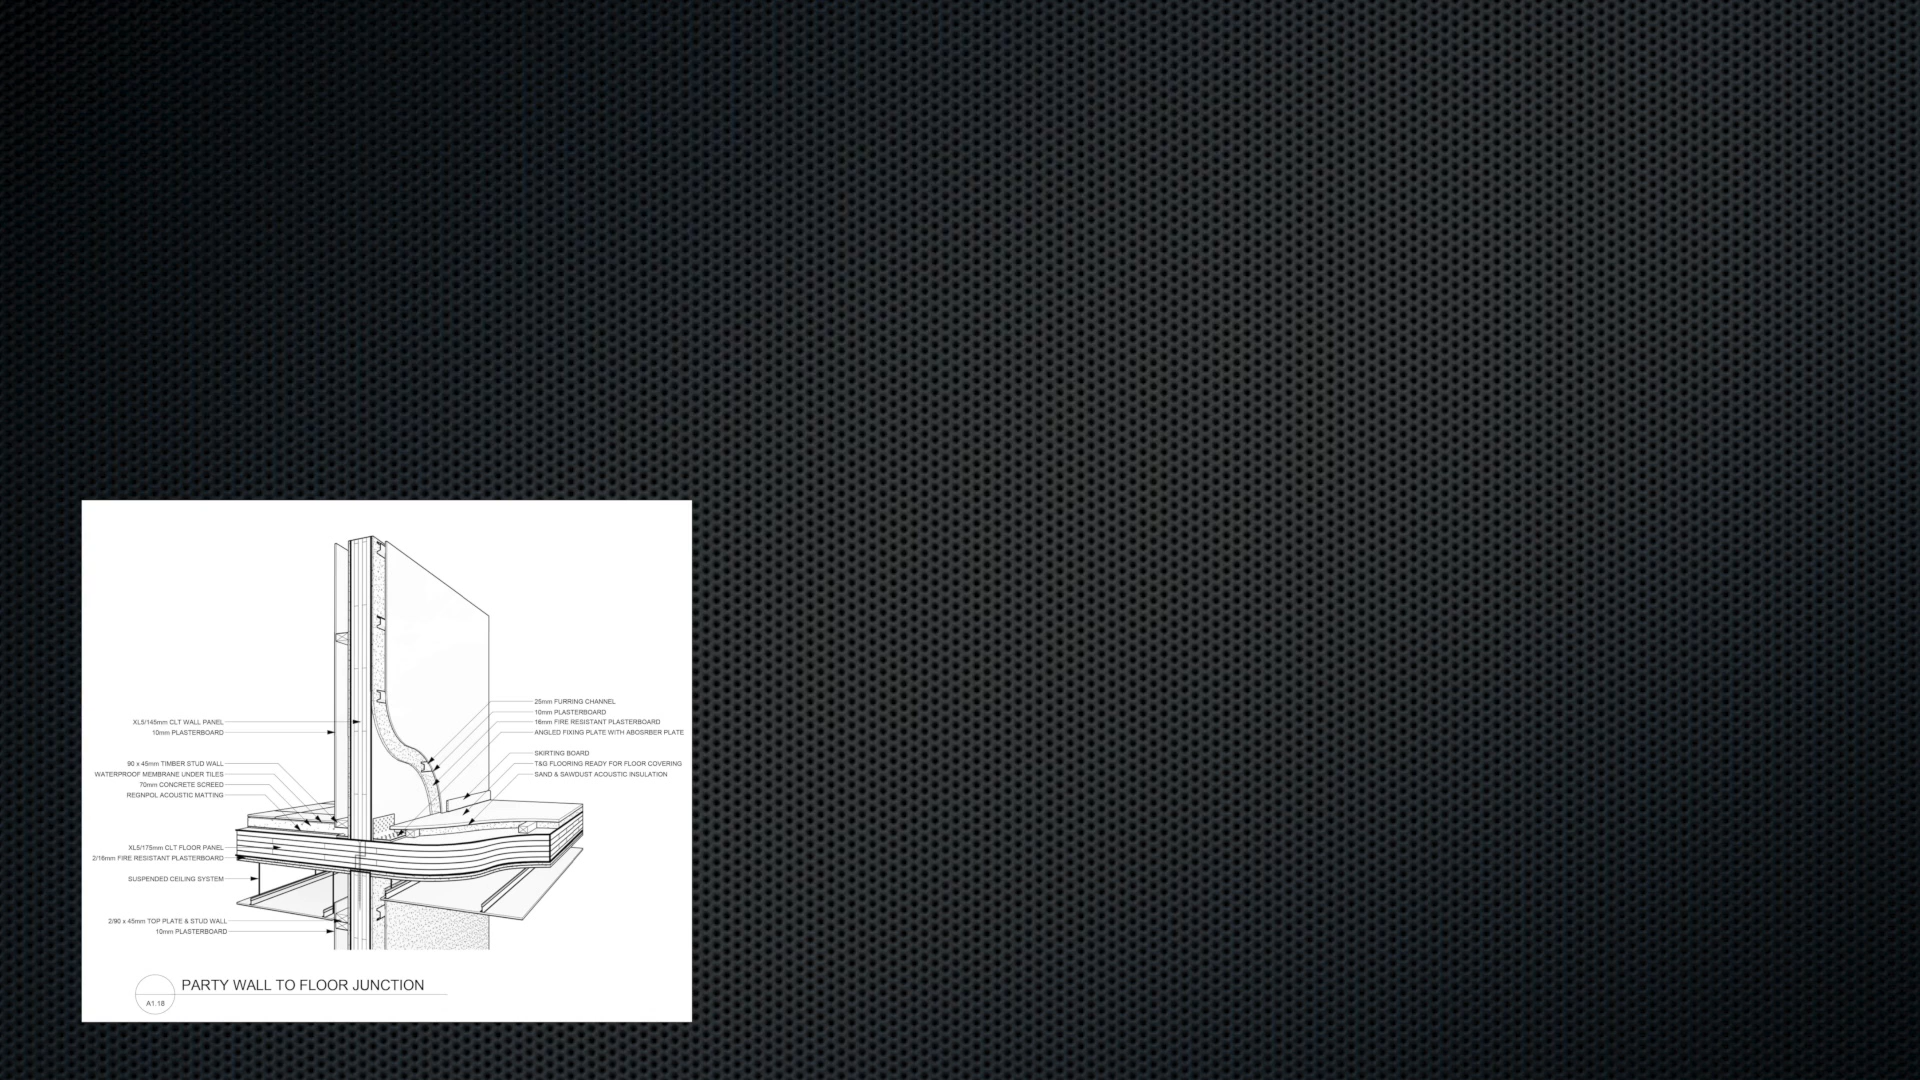 25mm FURRING CHANNEL
10mm PLASTERBOARD
16mm FIRE RESISTANT PLASTERBOARD
ANGLED FIXING PLATE WITH ABOSRBER PLATE
SKIRTING BOARD
T&G FLOORING READY FOR FLOOR COVERING
SAND & SAWDUST ACOUSTIC INSULATION
XL5/145mm CLT WALL PANEL
10mm PLASTERBOARD
90 x 45mm TIMBER STUD WALL
WATERPROOF MEMBRANE UNDER TILES
70mm CONCRETE SCREED
REGNPOL ACOUSTIC MATTING
XL5/175mm CLT FLOOR PANEL
2/16mm FIRE RESISTANT PLASTERBOARD
SUSPENDED CEILING SYSTEM
2/90 x 45mm TOP PLATE & STUD WALL
10mm PLASTERBOARD
PARTY WALL TO FLOOR JUNCTION
A1.18